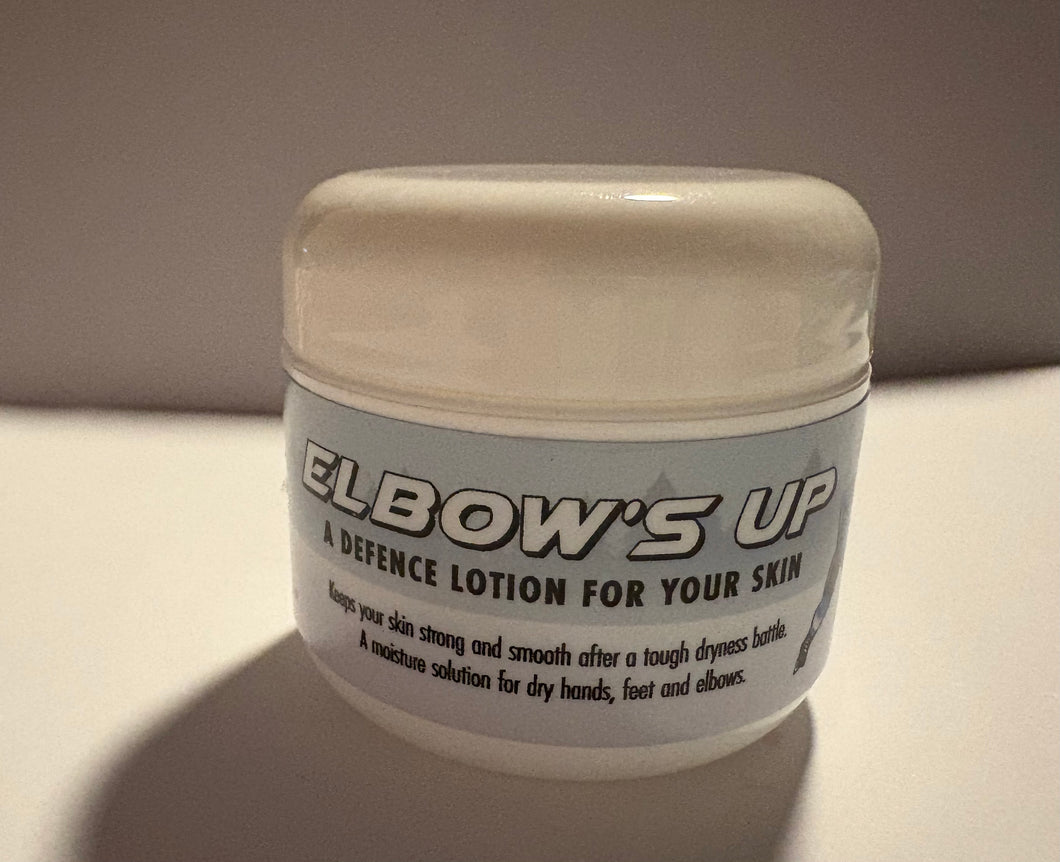 ELBOW'S UP
A DEFENCE LOTION FOR YOUR SKIN
Keeps your skin strong and smooth after a tough dryness battle.
A moisture solution for dry hands, feet and elbows.